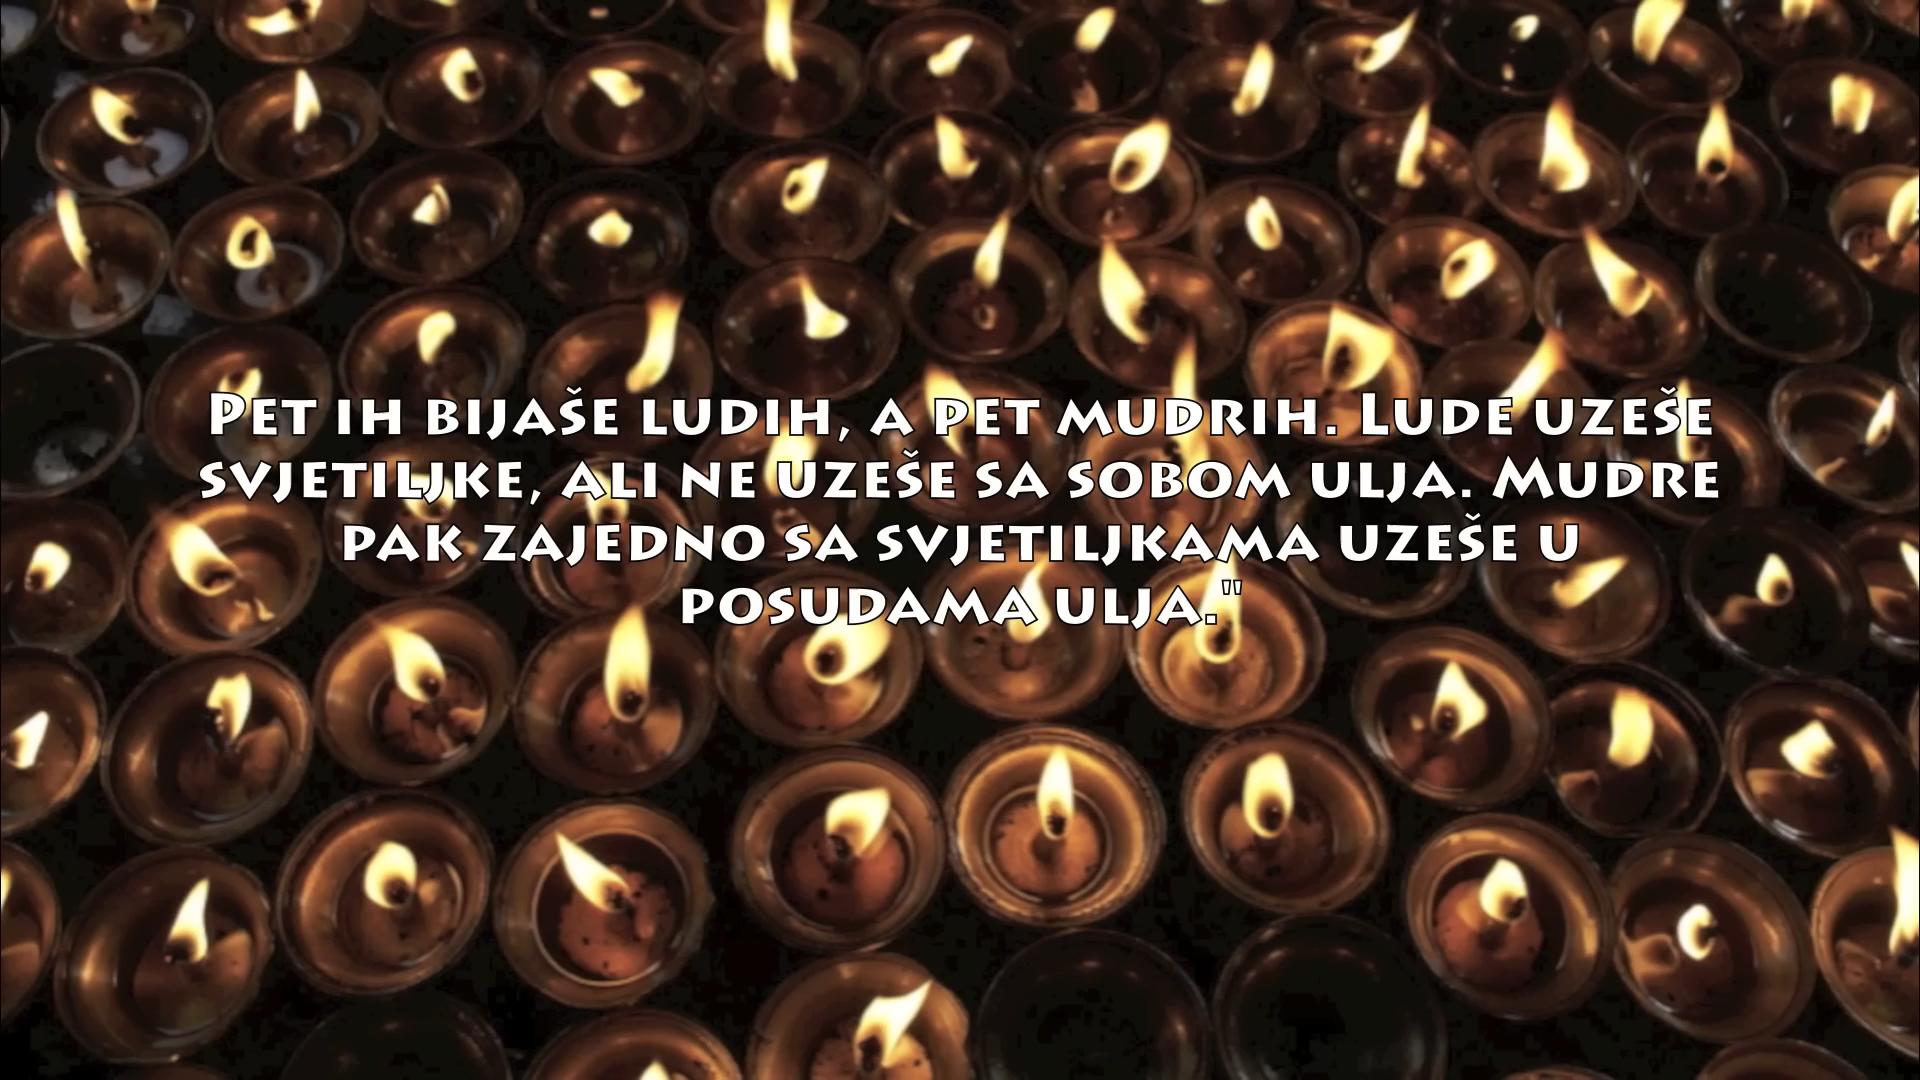 Pet ih bijaše ludih, a pet mudrih. Lude uzeše
svjetiljke, ali ne uzeše sa sobom ulja. Mudre
pak zajedno sa svjetiljkama uzeše u
posudama ulja."